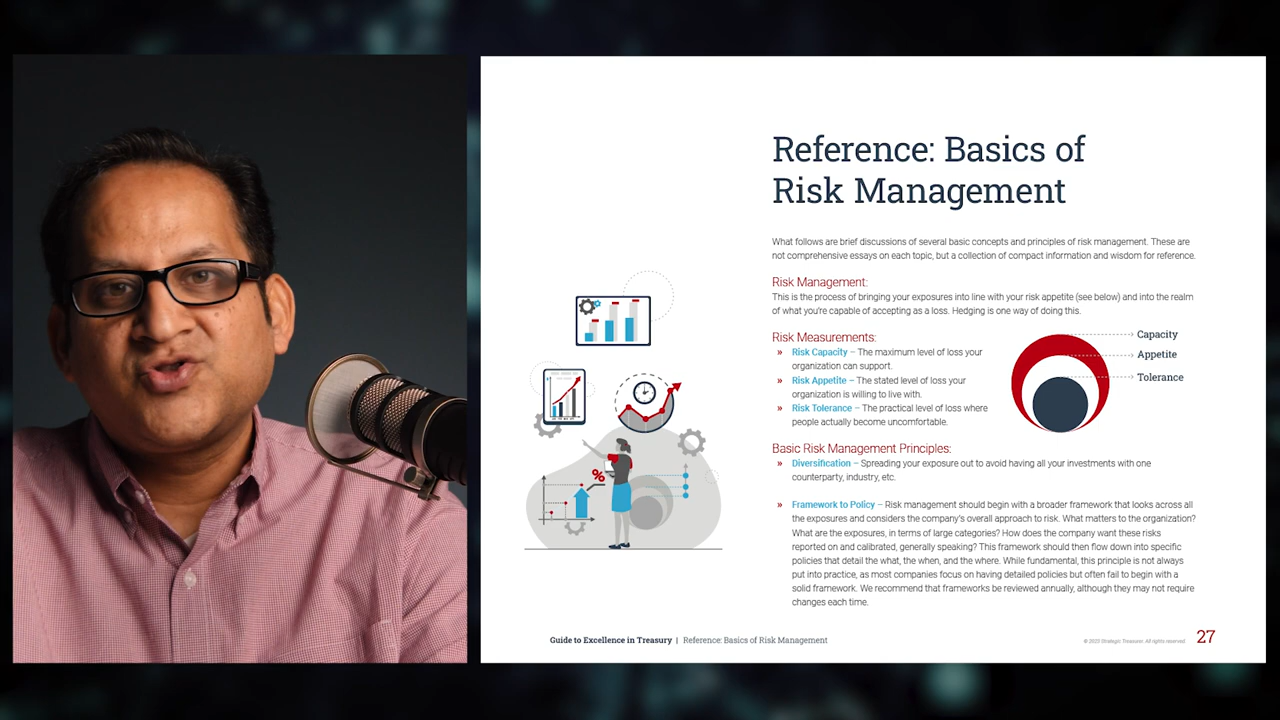 Reference: Basics of
Risk Management
What follows are brief discussions of several basic concepts and principles of risk management. These are
not comprehensive essays on each topic, but a collection of compact information and wisdom for reference.
Risk Management:
This is the process of bringing your exposures into line with your risk appetite (see below) and into the realm
of what you're capable of accepting as a loss. Hedging is one way of doing this.
Risk Measurements:
» Risk Capacity – The maximum level of loss your
organization can support.
» Risk Appetite – The stated level of loss your
organization is willing to live with.
» Risk Tolerance – The practical level of loss where
people actually become uncomfortable.
Capacity
Appetite
Tolerance
Basic Risk Management Principles:
» Diversification – Spreading your exposure out to avoid having all your investments with one
counterparty, industry, etc.
» Framework to Policy – Risk management should begin with a broader framework that looks across all
the exposures and considers the company's overall approach to risk. What matters to the organization?
What are the exposures, in terms of large categories? How does the company want these risks
reported on and calibrated, generally speaking? This framework should then flow down into specific
policies that detail the what, the when, and the where. While fundamental, this principle is not always
put into practice, as most companies focus on having detailed policies but often fail to begin with a
solid framework. We recommend that frameworks be reviewed annually, although they may not require
changes each time.
%
Guide to Excellence in Treasury | Reference: Basics of Risk Management
© 2025 Strategic Treasurer. All rights reserved.
27